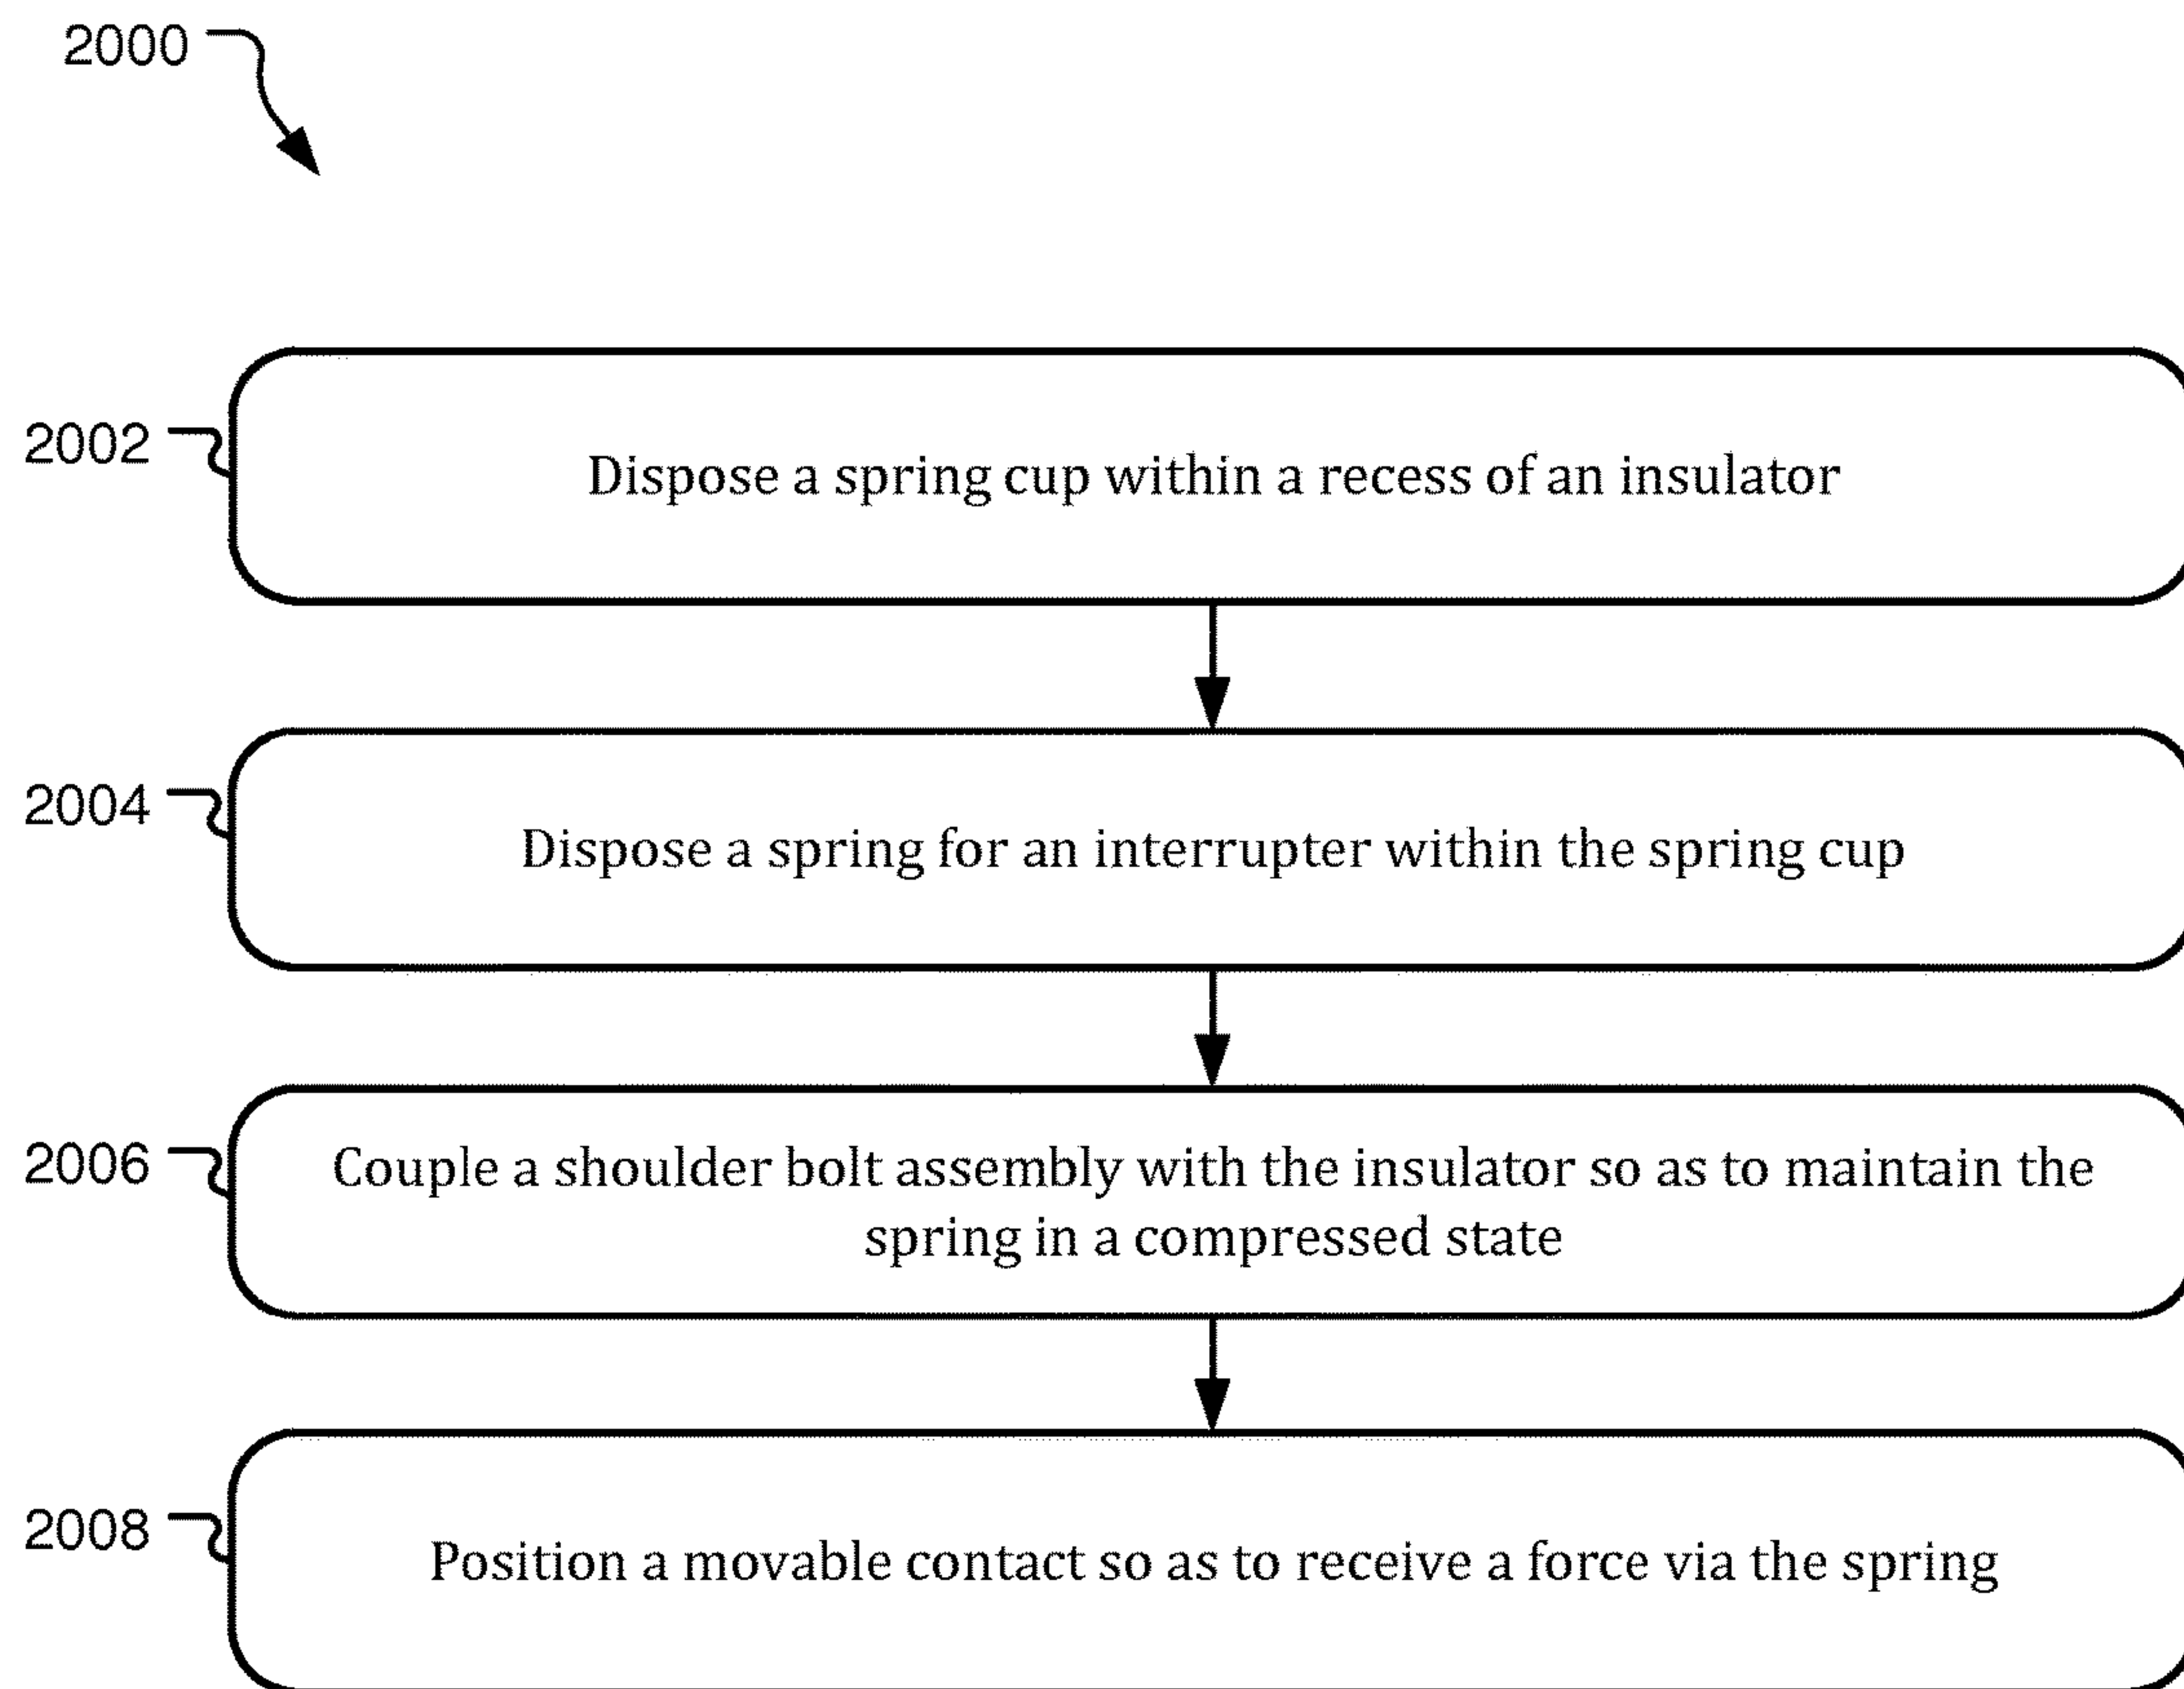 2000
2002
Dispose a spring cup within a recess of an insulator
2004
Dispose a spring for an interrupter within the spring cup
2006
Couple a shoulder bolt assembly with the insulator so as to maintain the
spring in a compressed state
2008
Position a movable contact so as to receive a force via the spring